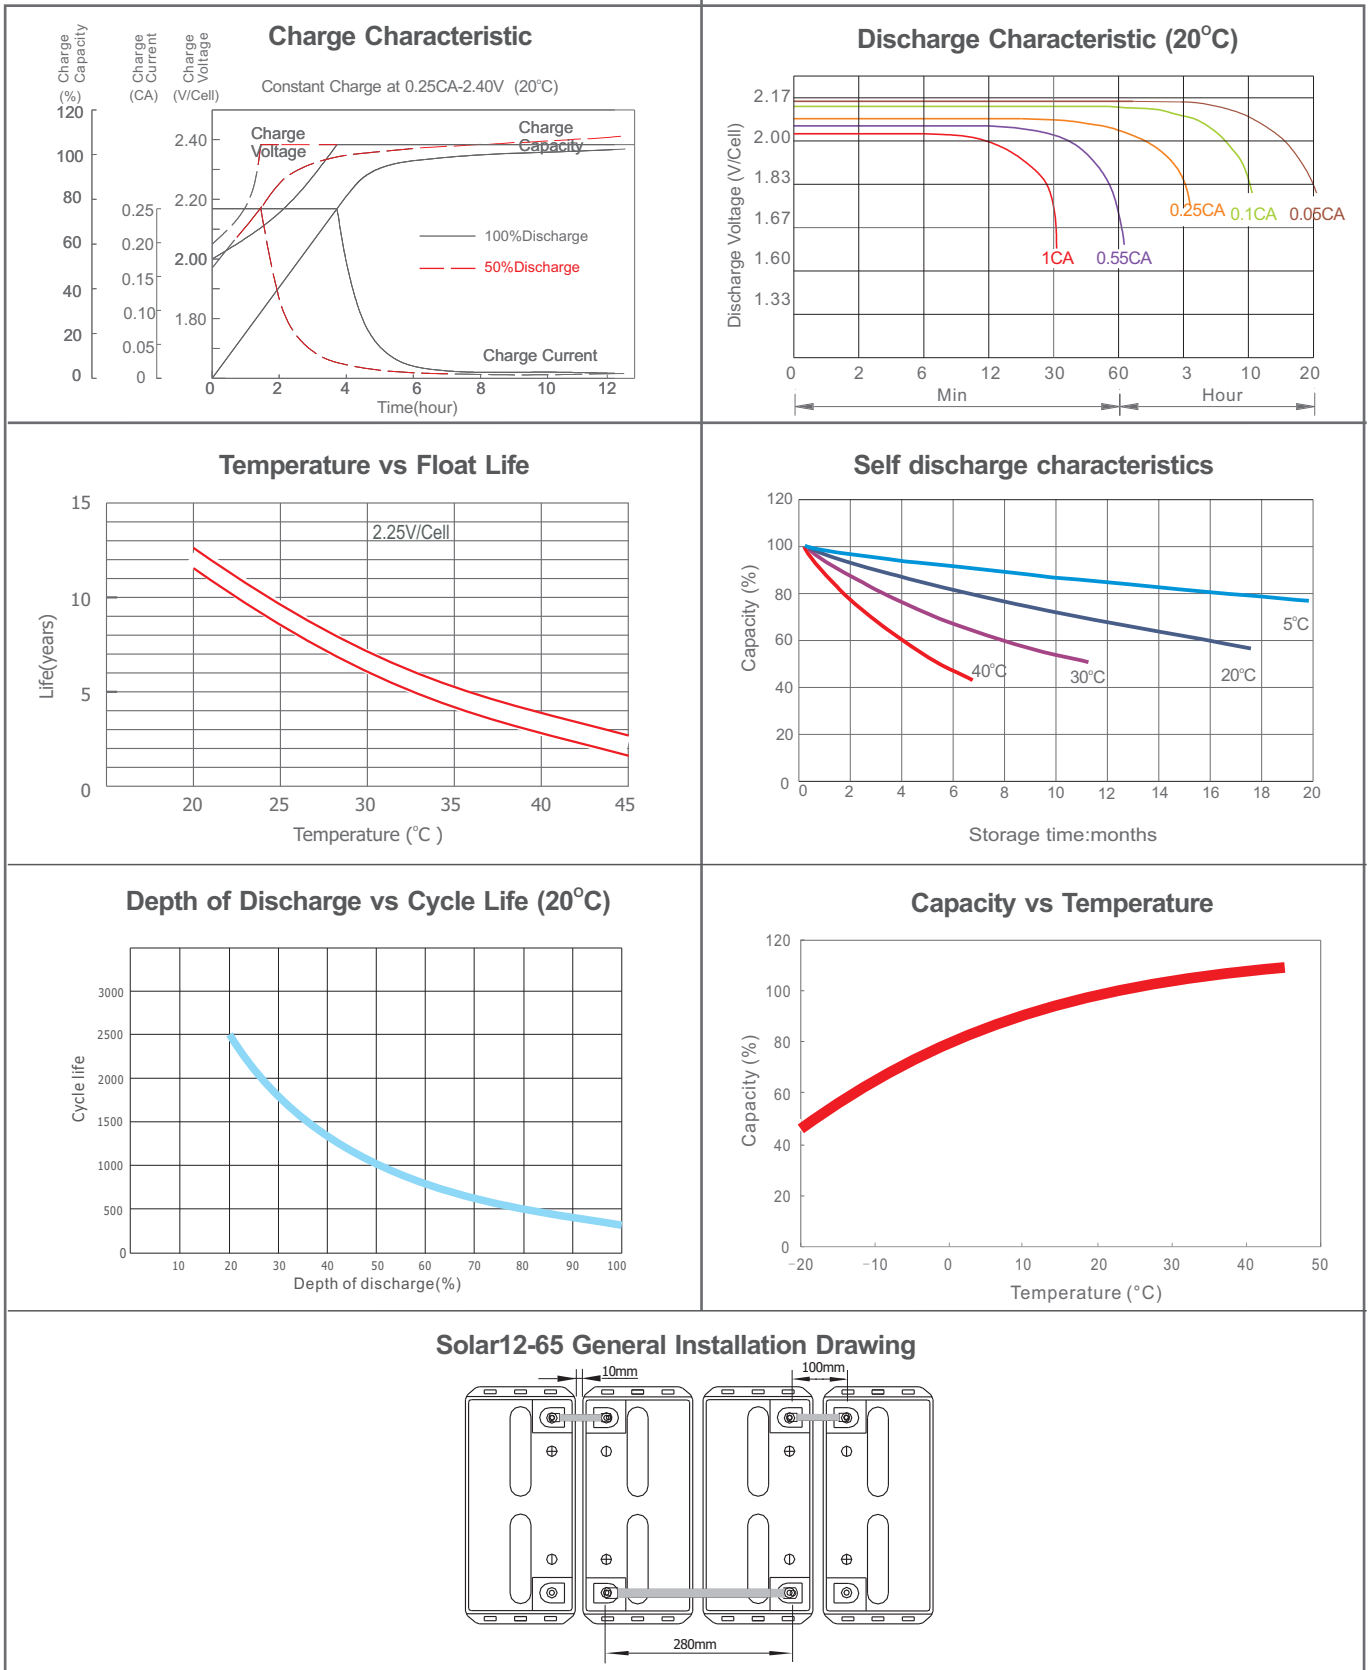 Charge Characteristic
Charge
Capacity
(%)
Charge
Current
(CA)
Charge
Voltage
(V/Cell)
Constant Charge at 0.25CA-2.40V (20°C)
120
100
80
60
40
20
0
0.25
0.20
0.15
0.10
0.05
0
2.40
2.20
2.00
1.80
Charge
Voltage
Charge
Capacity
100%Discharge
50%Discharge
Charge Current
0 2 4 6 8 10 12
Time(hour)
Discharge Characteristic (20°C)
Discharge Voltage (V/Cell)
2.17
2.00
1.83
1.67
1.60
1.33
0.25CA 0.1CA 0.05CA
1CA 0.55CA
0 2 6 12 30 60 3 10 20
Min Hour
Temperature vs Float Life
Life(years)
15
10
5
0
2.25V/Cell
20 25 30 35 40 45
Temperature (°C )
Self discharge characteristics
Capacity (%)
120
100
80
60
40
20
0
5°C
40°C 30°C 20°C
0 2 4 6 8 10 12 14 16 18 20
Storage time:months
Depth of Discharge vs Cycle Life (20°C)
Cycle life
3000
2500
2000
1500
1000
500
0
10 20 30 40 50 60 70 80 90 100
Depth of discharge(%)
Capacity vs Temperature
Capacity (%)
120
100
80
60
40
20
0
−20 −10 0 10 20 30 40 50
Temperature (°C)
Solar12-65 General Installation Drawing
10mm 100mm
280mm